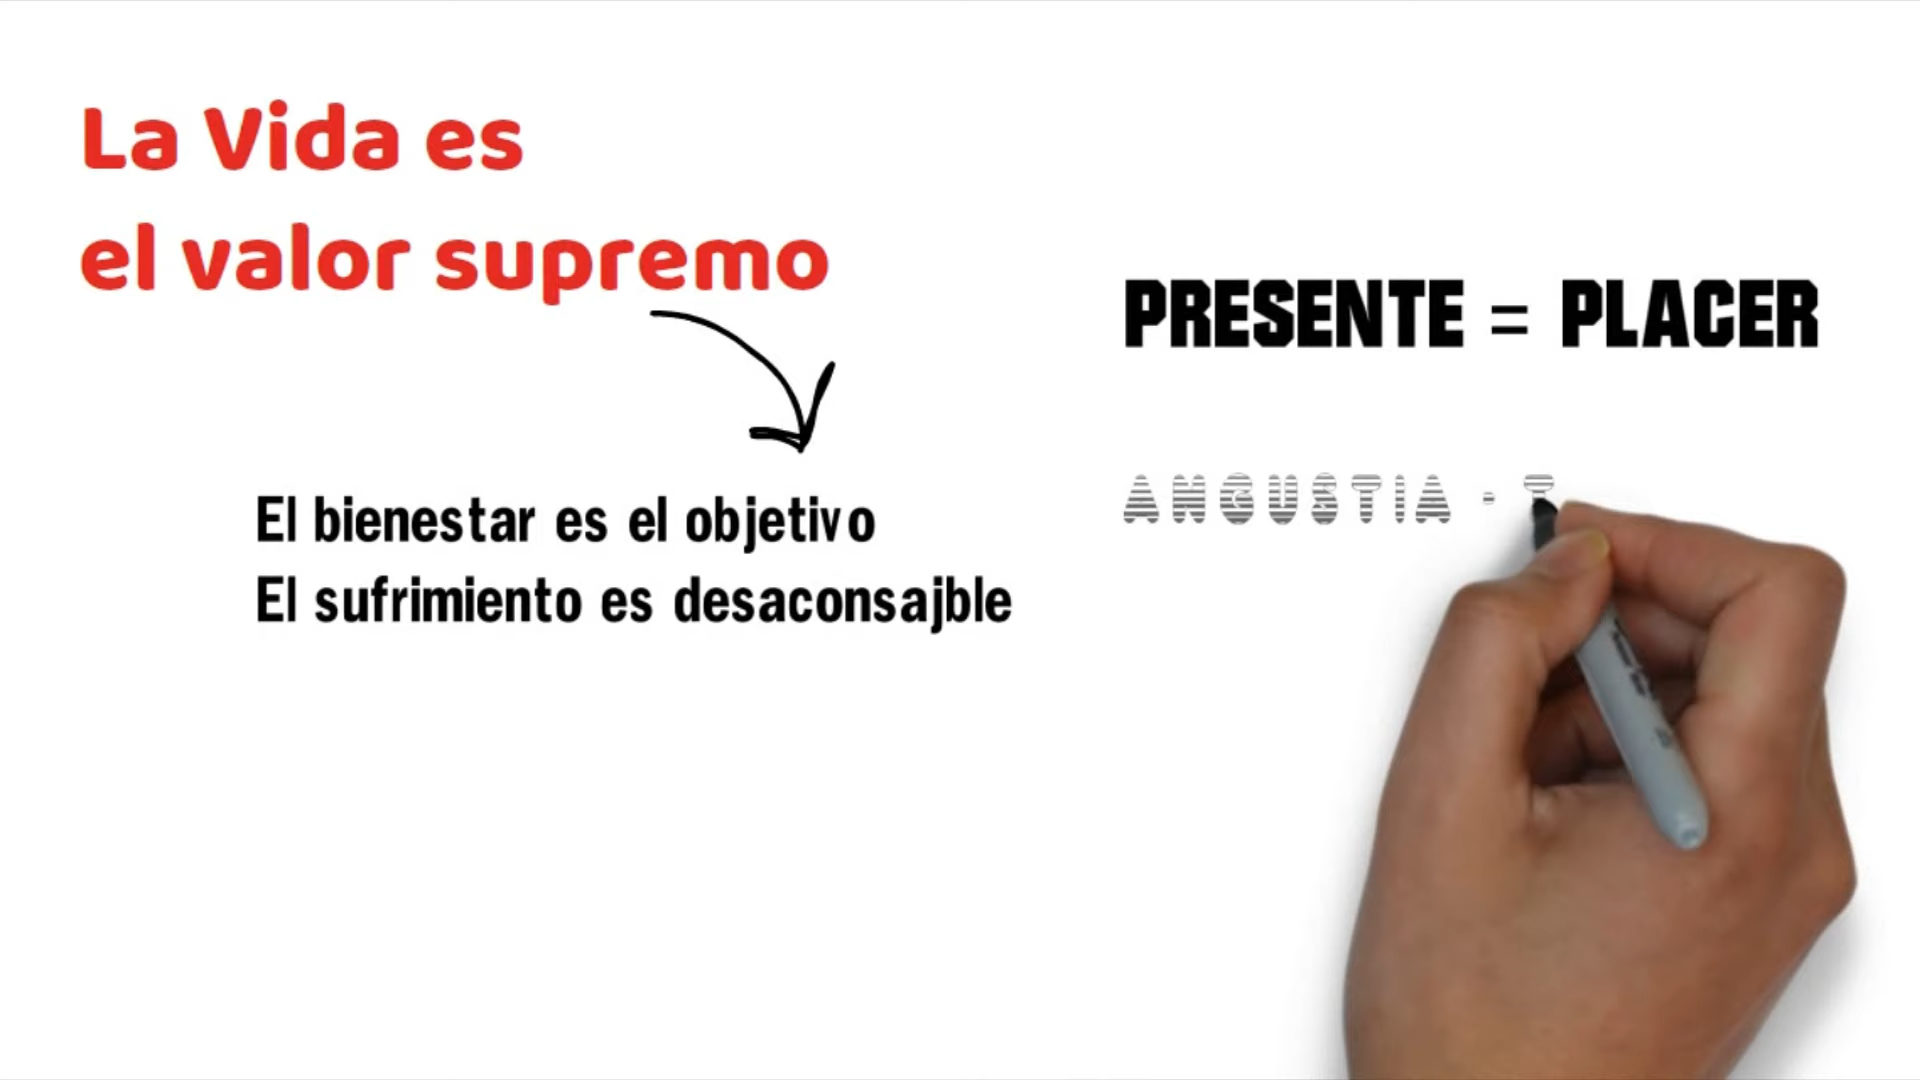 La Vida es
el valor supremo
El bienestar es el objetivo
El sufrimiento es desaconsajble
PRESENTE = PLACER
ANGUSTIA · T